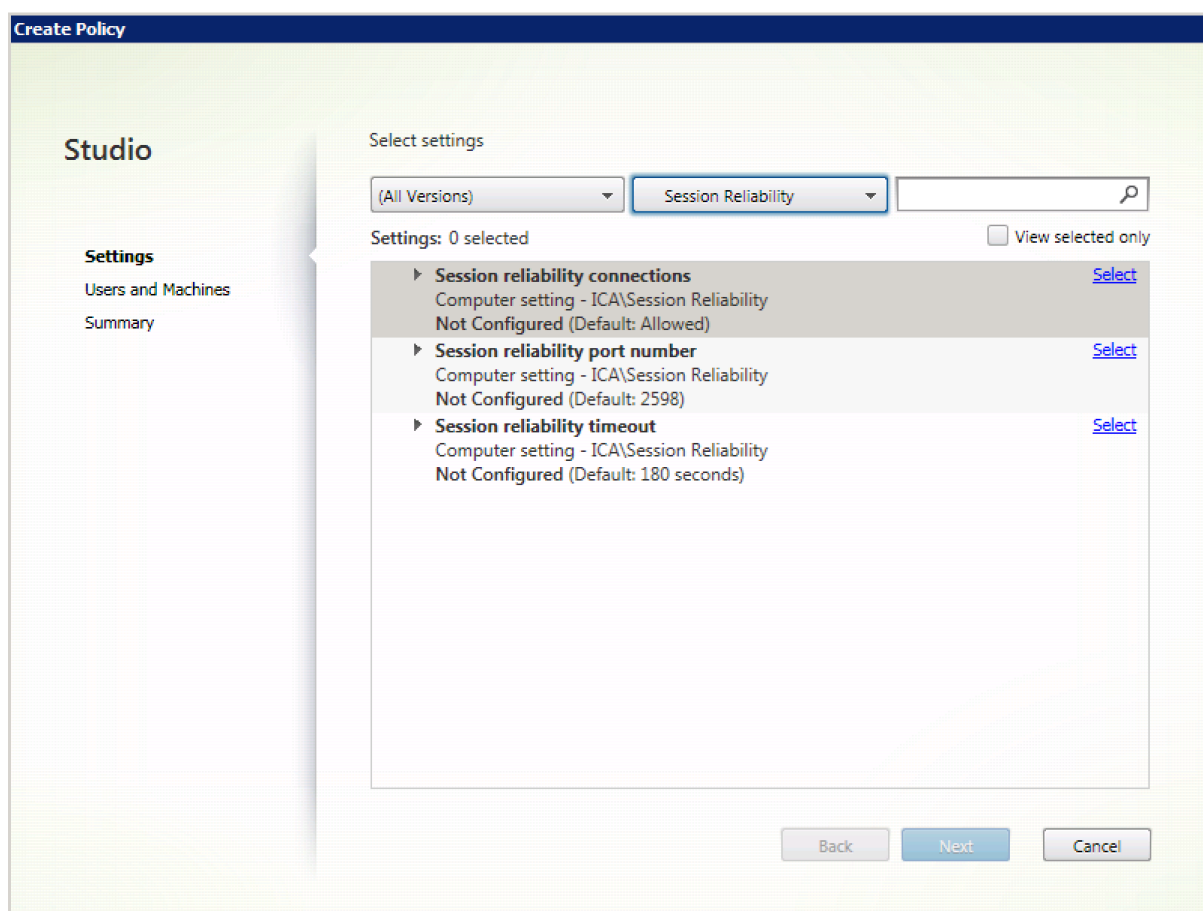 Create Policy
Studio
Select settings
(All Versions) Session Reliability
Settings: 0 selected View selected only
Settings
Users and Machines
Summary
Session reliability connections Select
Computer setting - ICA\Session Reliability
Not Configured (Default: Allowed)
Session reliability port number Select
Computer setting - ICA\Session Reliability
Not Configured (Default: 2598)
Session reliability timeout Select
Computer setting - ICA\Session Reliability
Not Configured (Default: 180 seconds)
Back Next Cancel